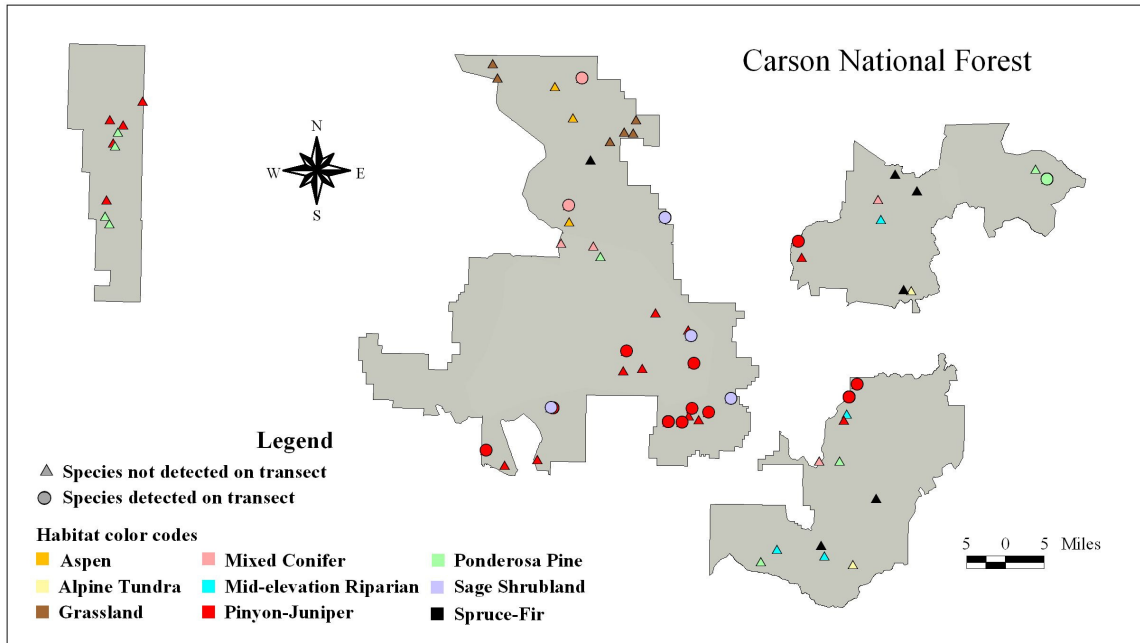 Carson National Forest
N
W E
S
Legend
Species not detected on transect
Species detected on transect
Habitat color codes
Aspen Mixed Conifer Ponderosa Pine
Alpine Tundra Mid-elevation Riparian Sage Shrubland
Grassland Pinyon-Juniper Spruce-Fir
5 0 5 Miles